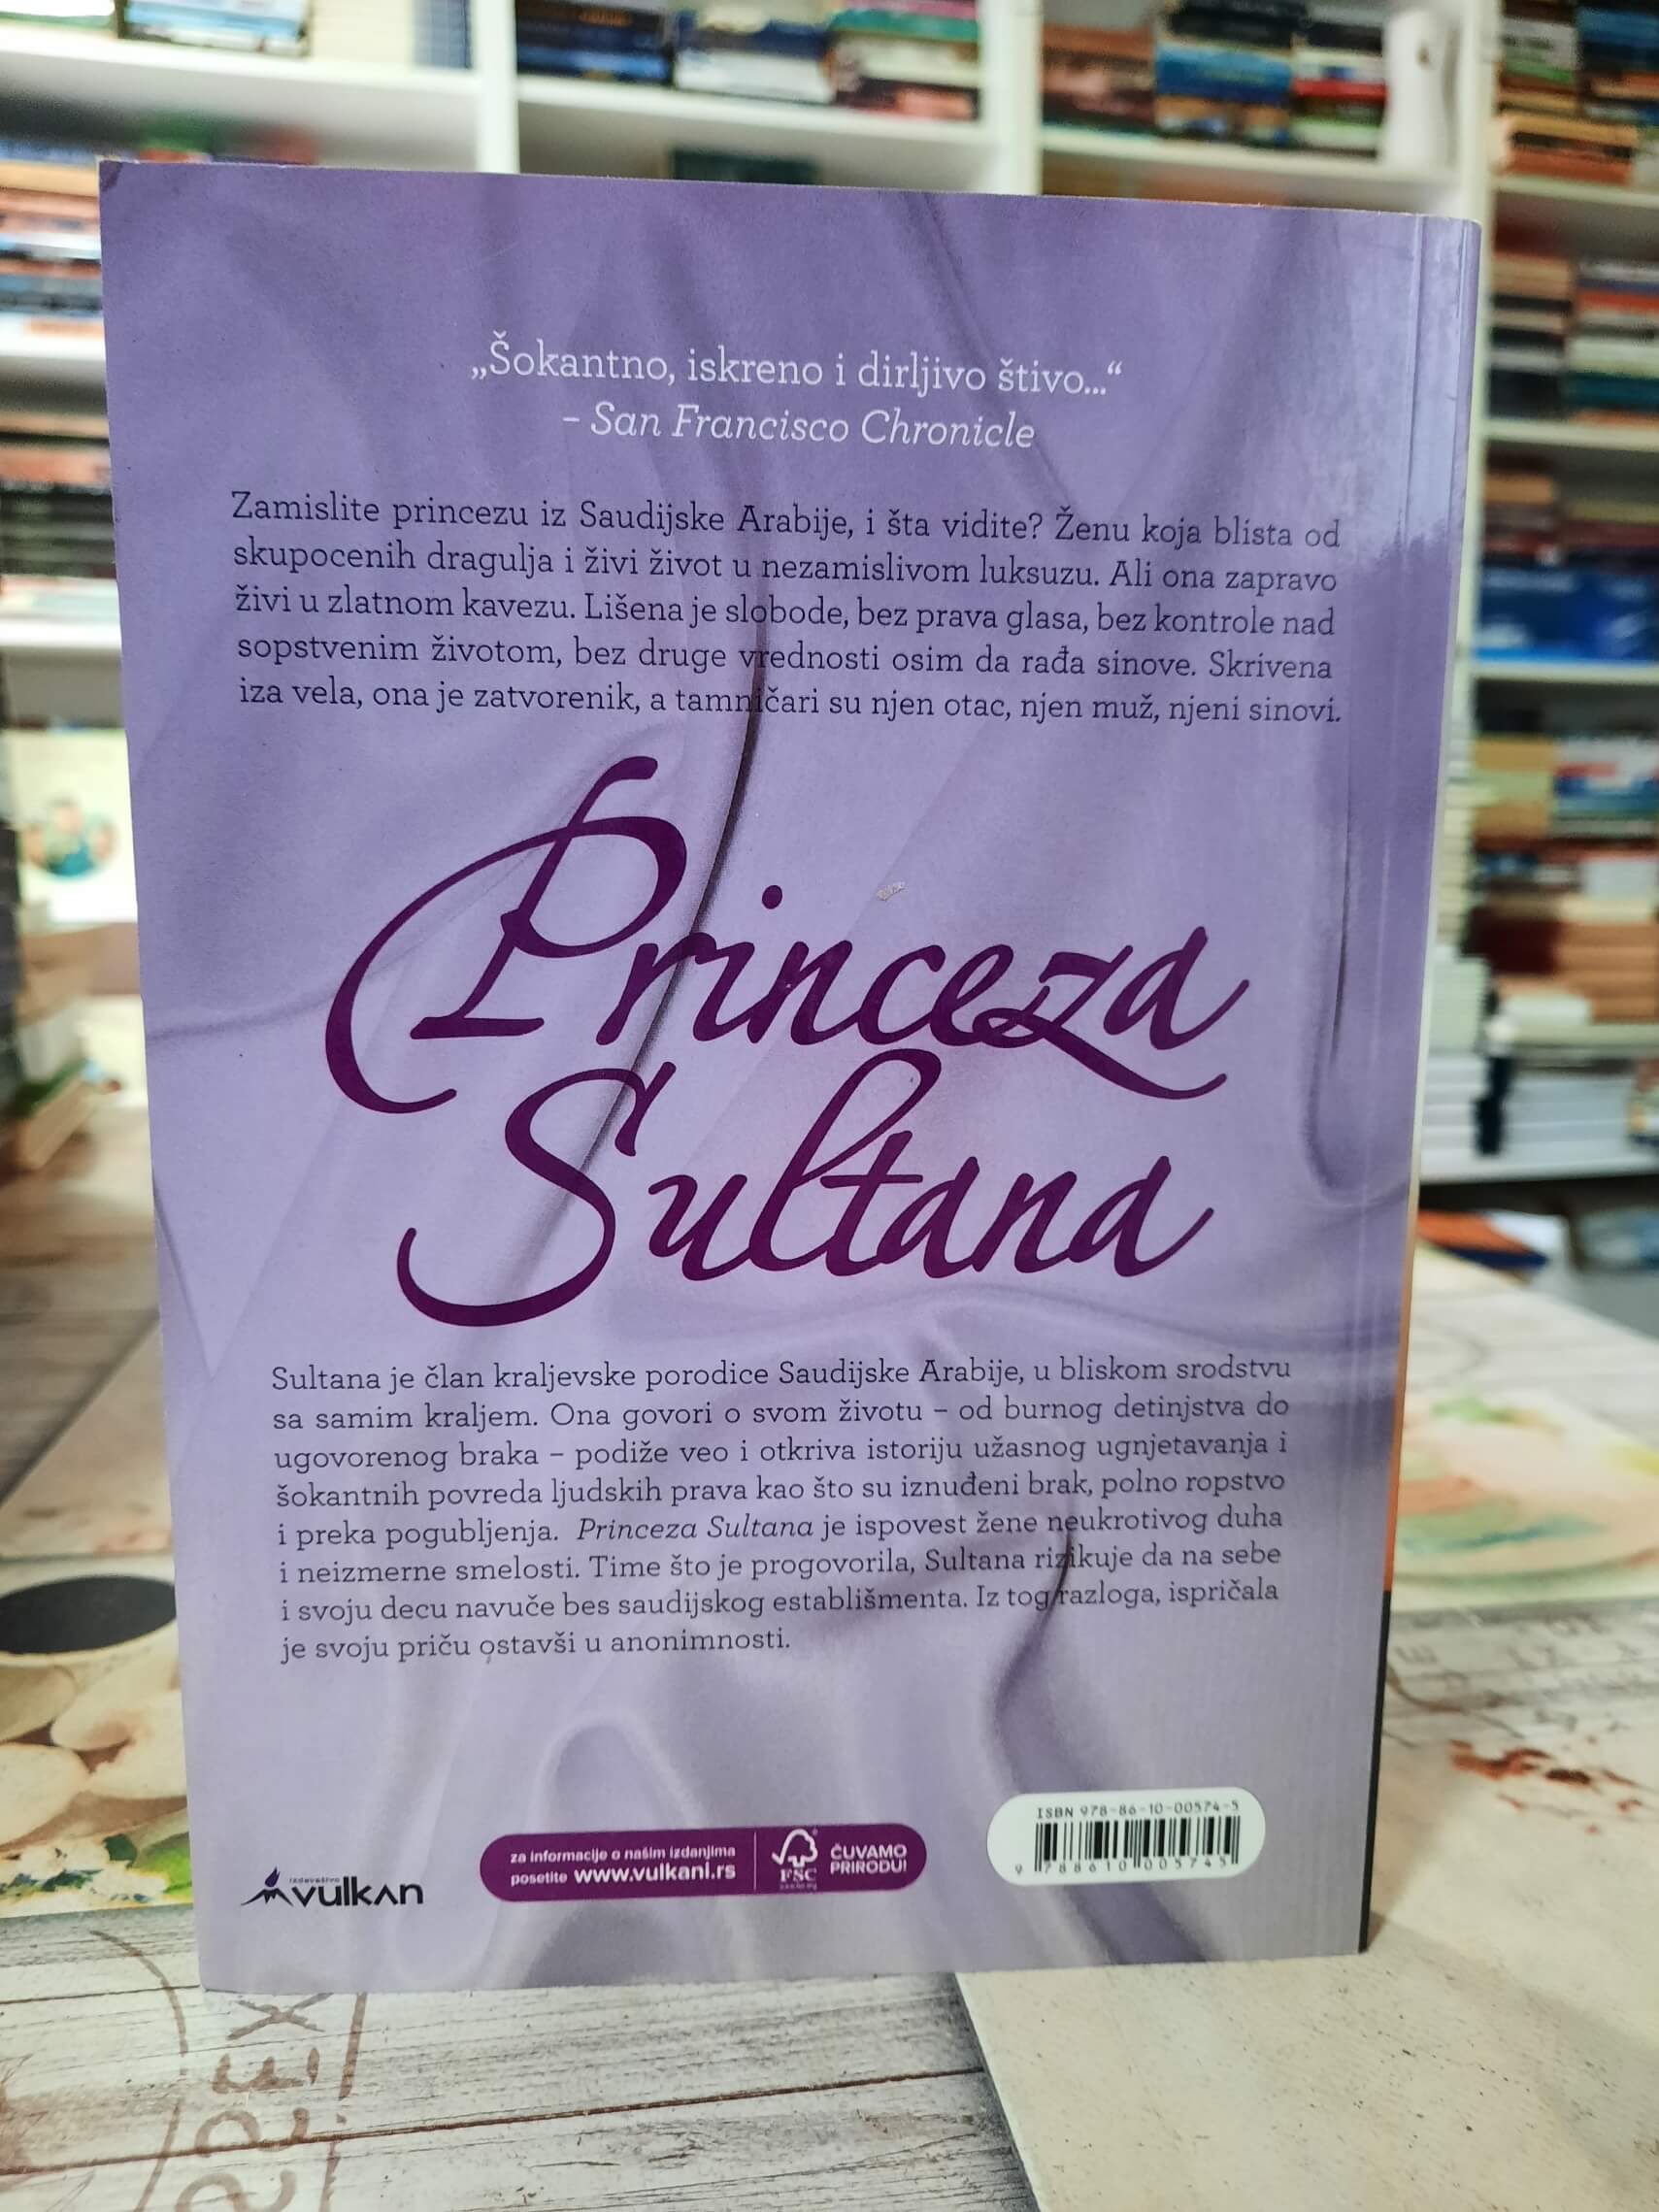 „Šokantno, iskreno i dirljivo štivo...“
– San Francisco Chronicle
Zamislite princezu iz Saudijske Arabije, i šta vidite? Ženu koja blista od
skupocenih dragulja i živi život u nezamislivom luksuzu. Ali ona zapravo
živi u zlatnom kavezu. Lišena je slobode, bez prava glasa, bez kontrole nad
sopstvenim životom, bez druge vrednosti osim da rađa sinove. Skrivena
iza vela, ona je zatvorenik, a tamničari su njen otac, njen muž, njeni sinovi.
Princeza
Sultana
Sultana je član kraljevske porodice Saudijske Arabije, u bliskom srodstvu
sa samim kraljem. Ona govori o svom životu – od burnog detinjstva do
ugovorenog braka – podiže veo i otkriva istoriju užasnog ugnjetavanja i
šokantnih povreda ljudskih prava kao što su iznuđeni brak, polno ropstvo
i preka pogubljenja. Princeza Sultana je ispovest žene neukrotivog duha
i neizmerne smelosti. Time što je progovorila, Sultana rizikuje da na sebe
i svoju decu navuče bes saudijskog establišmenta. Iz tog razloga, ispričala
je svoju priču ostavši u anonimnosti.
izdavaštvo
vulkan
za informacije o našim izdanjima
posetite www.vulkani.rs
FSC
ČUVAMO
PRIRODU!
ISBN 978-86-10-00574-5
9 788610 005745